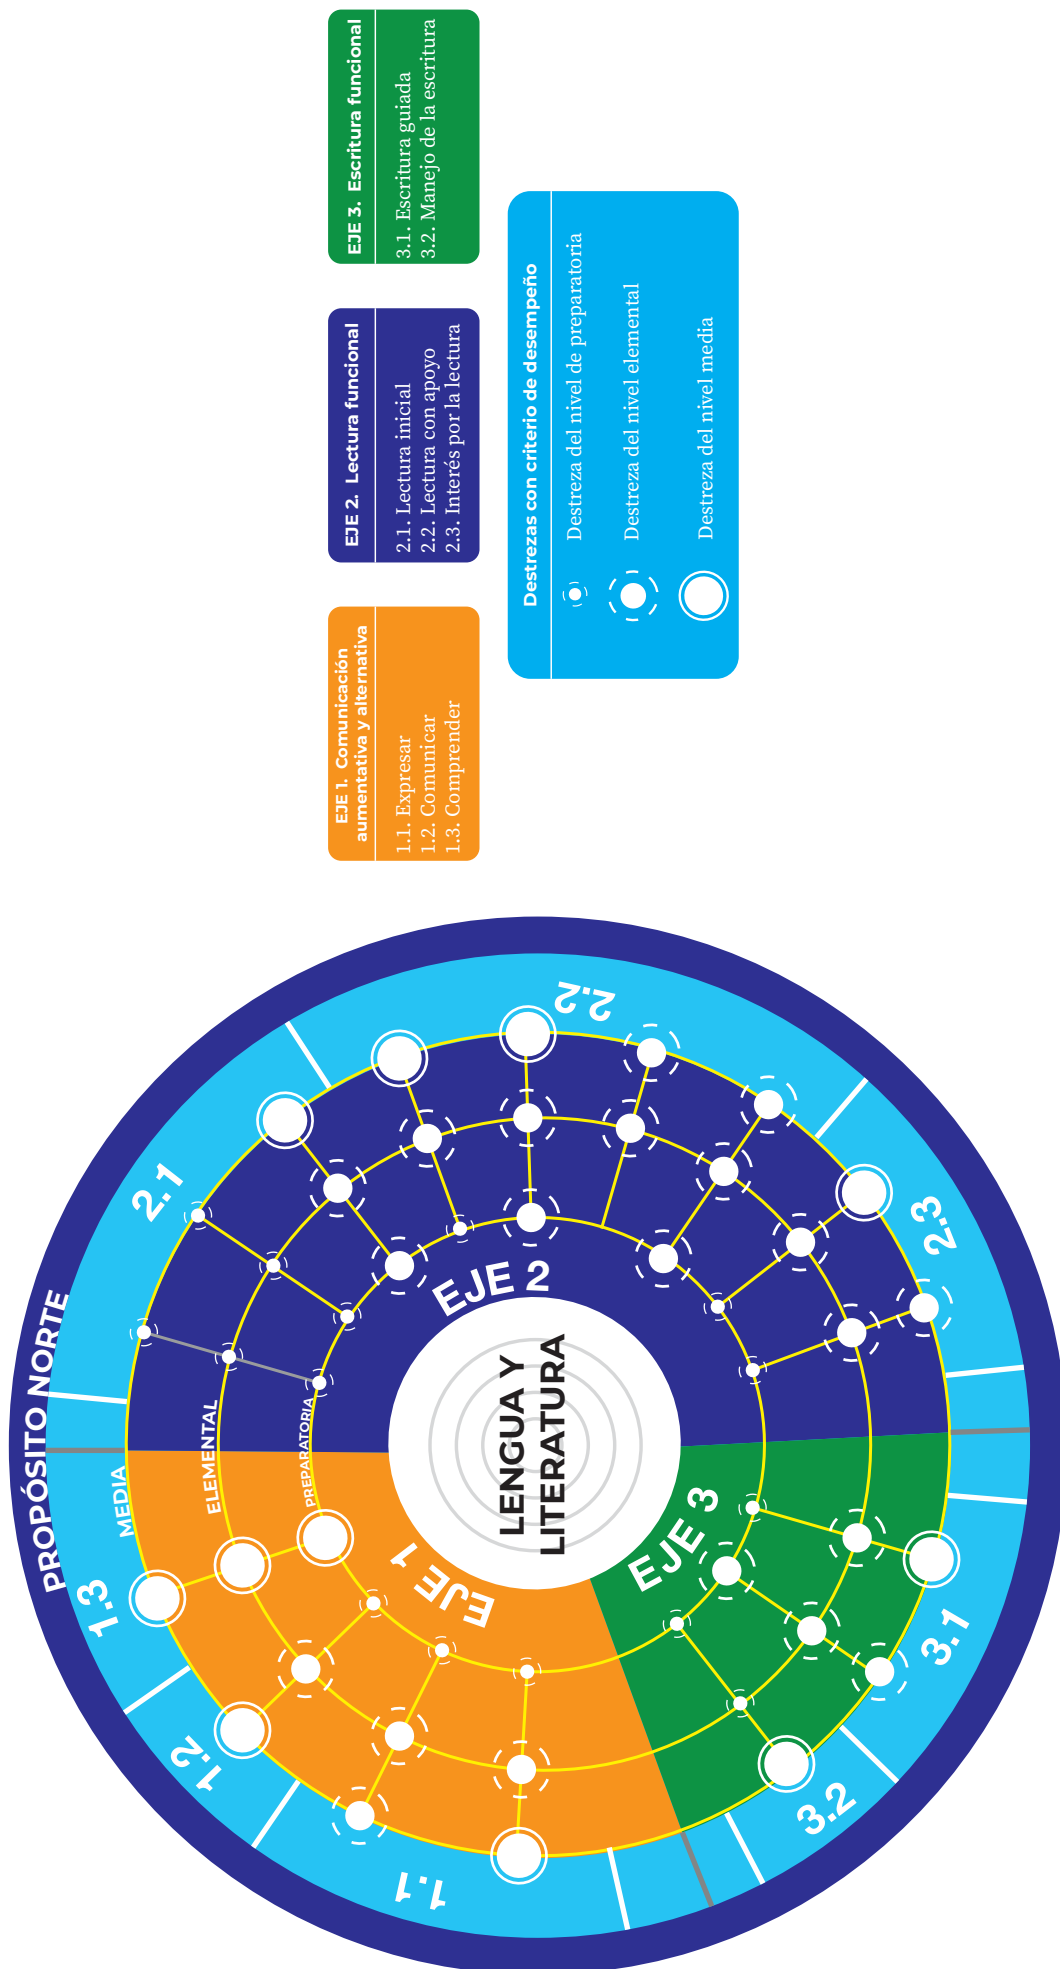 PROPÓSITO NORTE
MEDIA
ELEMENTAL
PREPARATORIA
LENGUA Y
LITERATURA
EJE 1
1.1
1.2
1.3
EJE 2
2.1
2.2
2.3
EJE 3
3.1
3.2
EJE 1. Comunicación
aumentativa y alternativa
1.1. Expresar
1.2. Comunicar
1.3. Comprender
EJE 2. Lectura funcional
2.1. Lectura inicial
2.2. Lectura con apoyo
2.3. Interés por la lectura
EJE 3. Escritura funcional
3.1. Escritura guiada
3.2. Manejo de la escritura
Destrezas con criterio de desempeño
Destreza del nivel de preparatoria
Destreza del nivel elemental
Destreza del nivel media